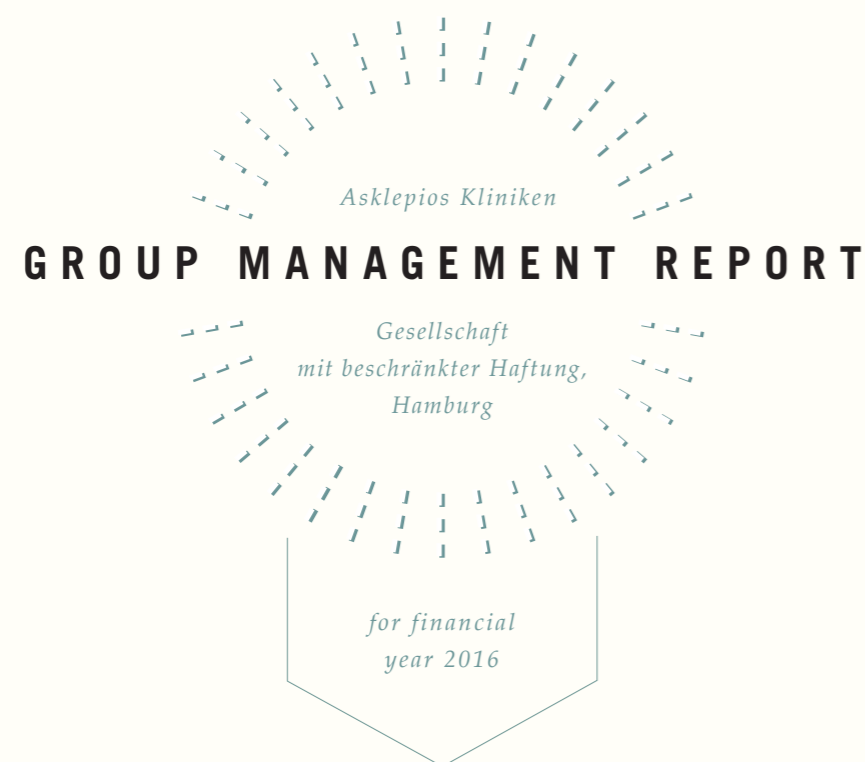 Asklepios Kliniken
GROUP MANAGEMENT REPORT
Gesellschaft
mit beschränkter Haftung,
Hamburg
for financial
year 2016